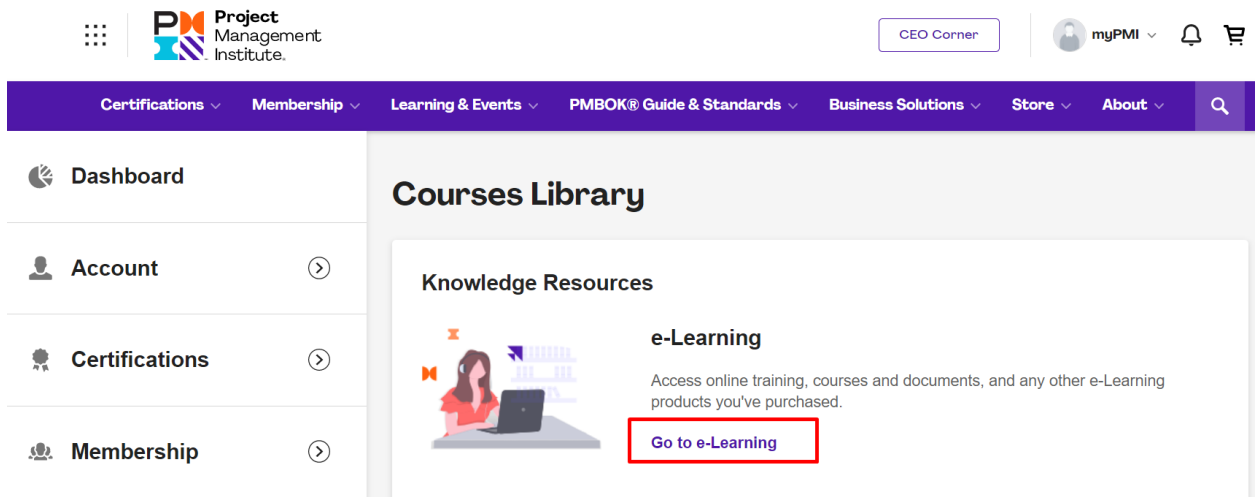 Project
Management
Institute.
CEO Corner
myPMI
Certifications
Membership
Learning & Events
PMBOK® Guide & Standards
Business Solutions
Store
About
Dashboard
Account
Certifications
Membership
Courses Library
Knowledge Resources
e-Learning
Access online training, courses and documents, and any other e-Learning
products you've purchased.
Go to e-Learning